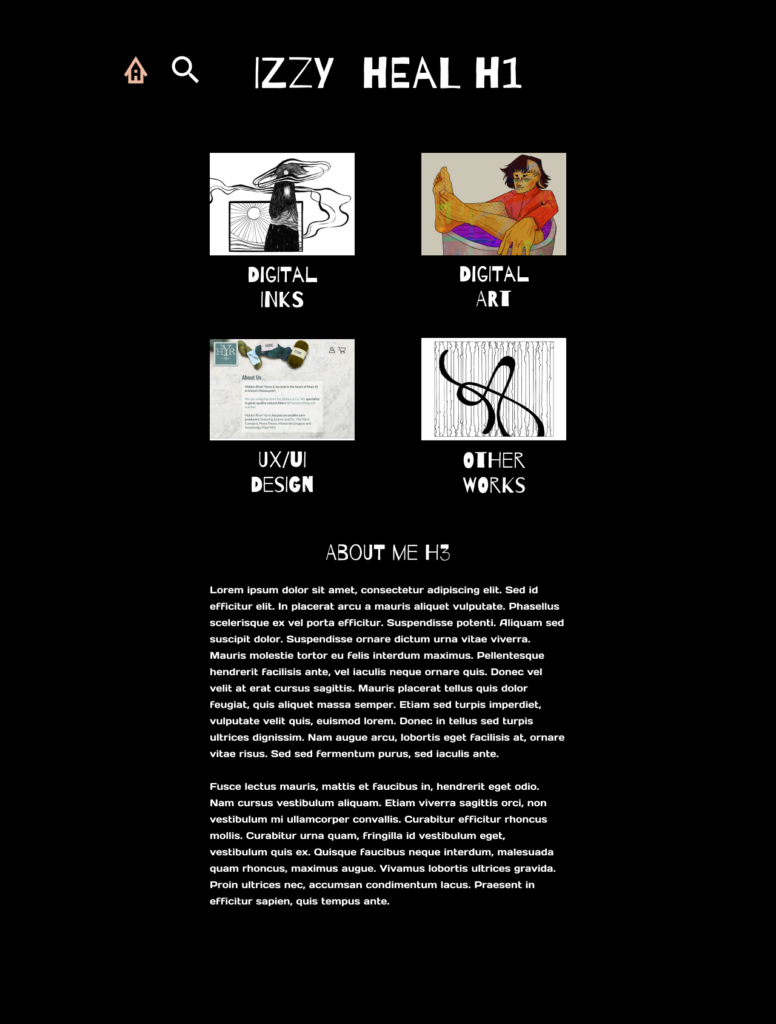 IZZY HEAL H1
DIGITAL
INKS
DIGITAL
ART
HYR
About Us
UX/UI
DESIGN
OTHER
WORKS
ABOUT ME H3
Lorem ipsum dolor sit amet, consectetur adipiscing elit. Sed id
efficitur elit. In placerat arcu a mauris aliquet vulputate. Phasellus
scelerisque ex vel porta efficitur. Suspendisse potenti. Aliquam sed
suscipit dolor. Suspendisse ornare dictum urna vitae viverra.
Mauris molestie tortor eu felis interdum maximus. Pellentesque
hendrerit facilisis ante, vel iaculis neque ornare quis. Donec vel
velit at erat cursus sagittis. Mauris placerat tellus quis dolor
feugiat, quis aliquet massa semper. Etiam sed turpis imperdiet,
vulputate velit quis, euismod lorem. Donec in tellus sed turpis
ultrices dignissim. Nam augue arcu, lobortis eget facilisis at, ornare
vitae risus. Sed sed fermentum purus, sed iaculis ante.
Fusce lectus mauris, mattis et faucibus in, hendrerit eget odio.
Nam cursus vestibulum aliquam. Etiam viverra sagittis orci, non
vestibulum mi ullamcorper convallis. Curabitur efficitur rhoncus
mollis. Curabitur urna quam, fringilla id vestibulum eget,
vestibulum quis ex. Quisque faucibus neque interdum, malesuada
quam rhoncus, maximus augue. Vivamus lobortis ultrices gravida.
Proin ultrices nec, accumsan condimentum lacus. Praesent in
efficitur sapien, quis tempus ante.